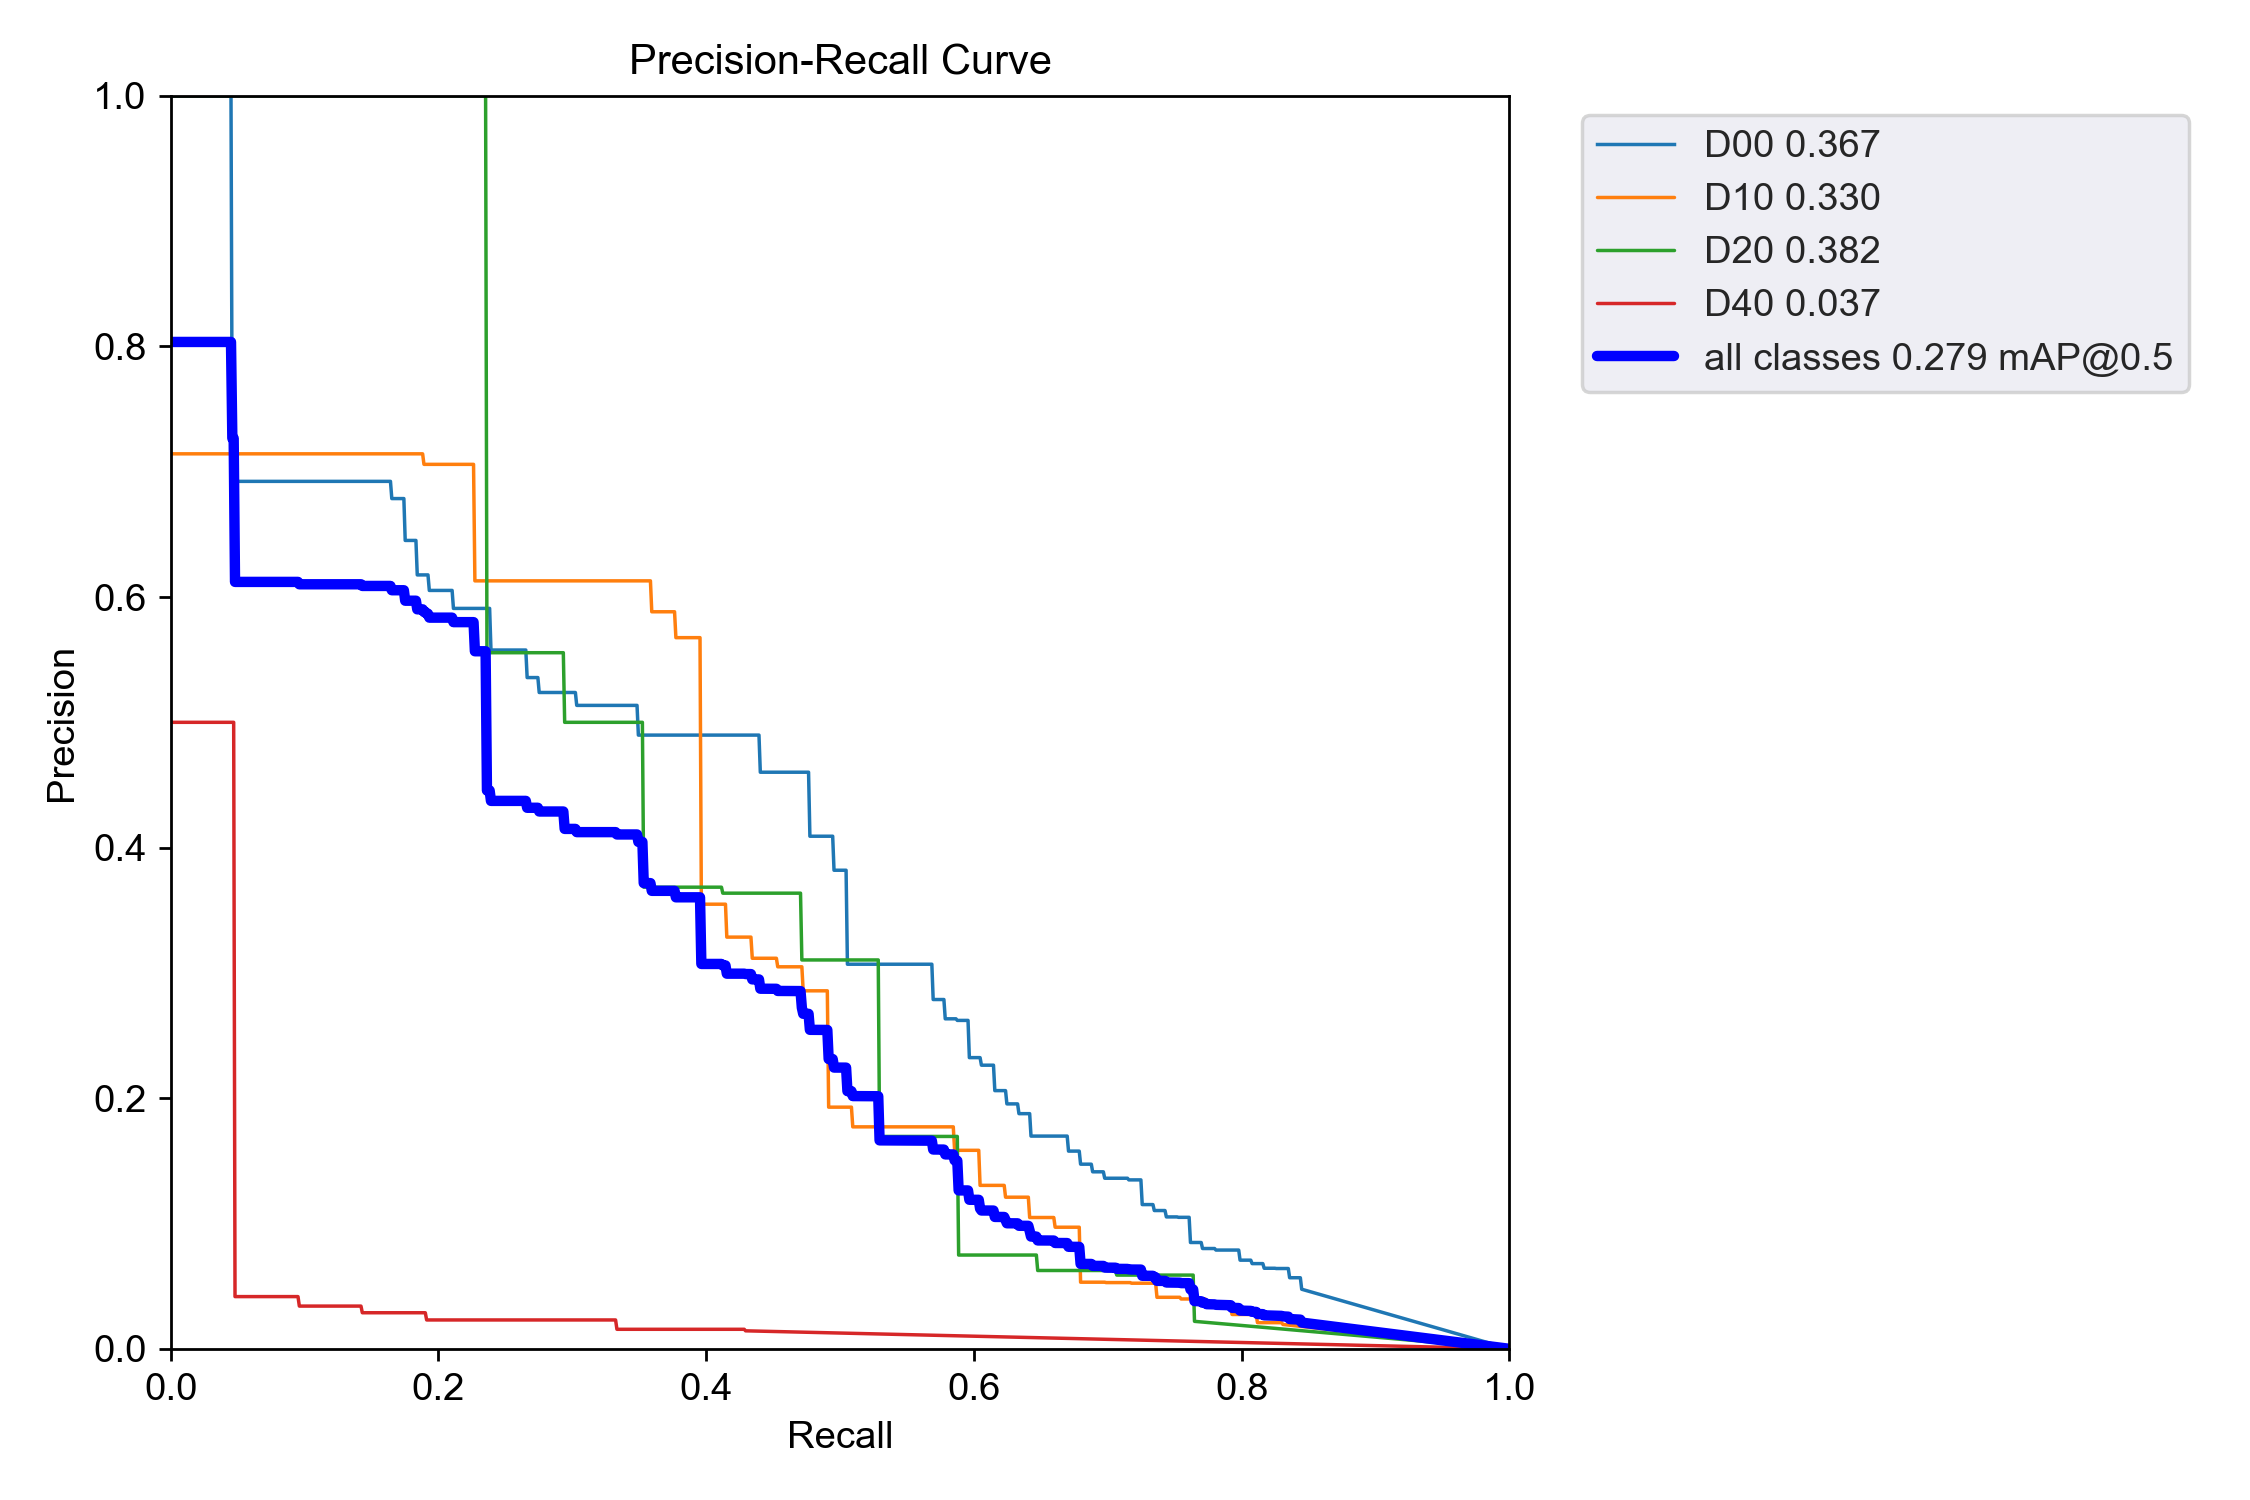 Precision-Recall Curve
1.0
0.8
0.6
0.4
0.2
0.0
Precision
0.0 0.2 0.4 0.6 0.8 1.0
Recall
D00 0.367
D10 0.330
D20 0.382
D40 0.037
all classes 0.279 mAP@0.5